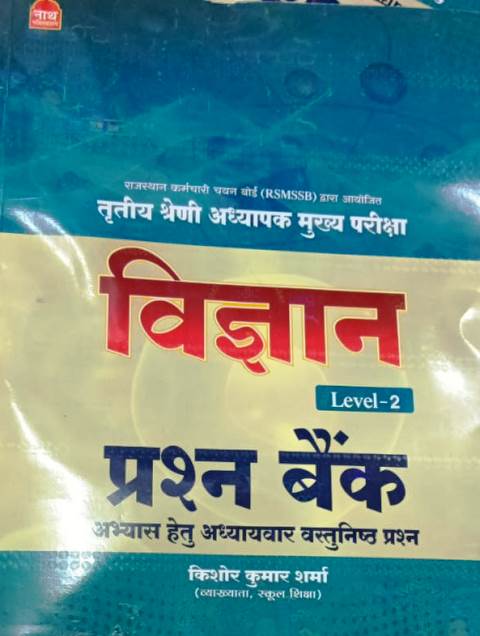 नाथ
राजस्थान कर्मचारी चयन बोर्ड (RSMSSB) द्वारा आयोजित
तृतीय श्रेणी अध्यापक मुख्य परीक्षा
विज्ञान
Level-2
प्रश्न बैंक
अभ्यास हेतु अध्यायवार वस्तुनिष्ठ प्रश्न
किशोर कुमार शर्मा
(व्याख्याता, स्कूल शिक्षा)